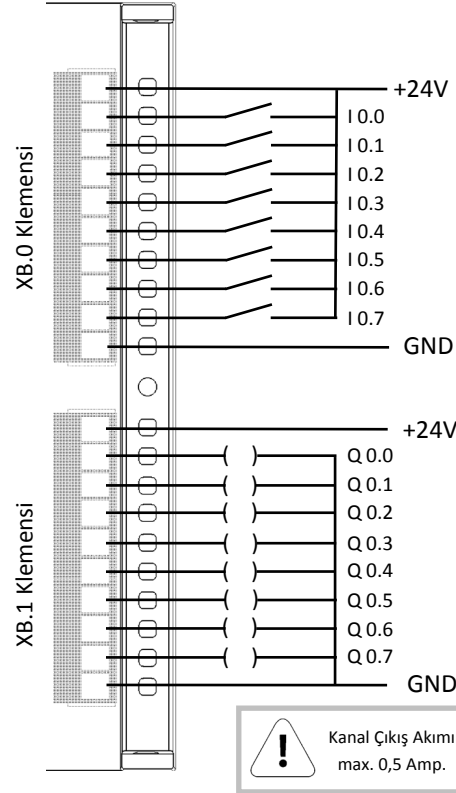 XB.0 Klemensi
+24V
I 0.0
I 0.1
I 0.2
I 0.3
I 0.4
I 0.5
I 0.6
I 0.7
GND
XB.1 Klemensi
+24V
Q 0.0
Q 0.1
Q 0.2
Q 0.3
Q 0.4
Q 0.5
Q 0.6
Q 0.7
GND
!
Kanal Çıkış Akımı
max. 0,5 Amp.